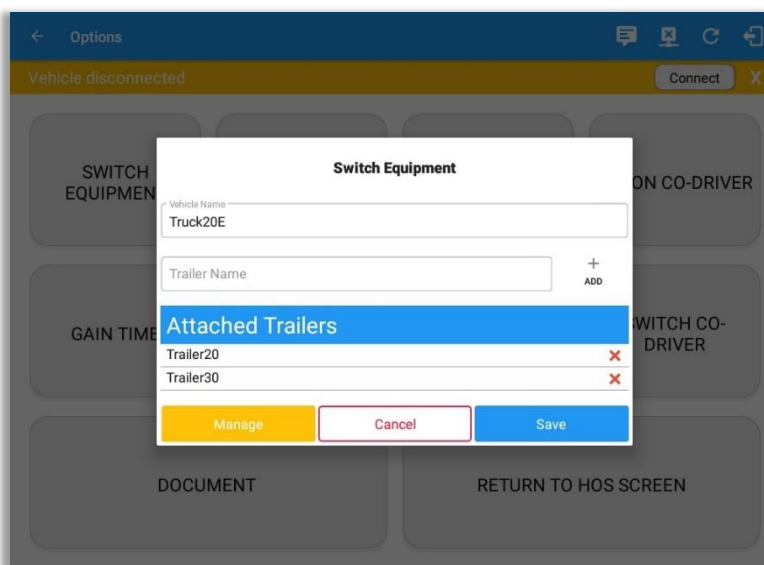 Options
Vehicle disconnected
Connect
X
Switch Equipment
Vehicle Name
Truck20E
Trailer Name
+
ADD
Attached Trailers
Trailer20
Trailer30
Manage
Cancel
Save
SWITCH
EQUIPMEN
ON CO-DRIVER
GAIN TIME
SWITCH CO-
DRIVER
DOCUMENT
RETURN TO HOS SCREEN